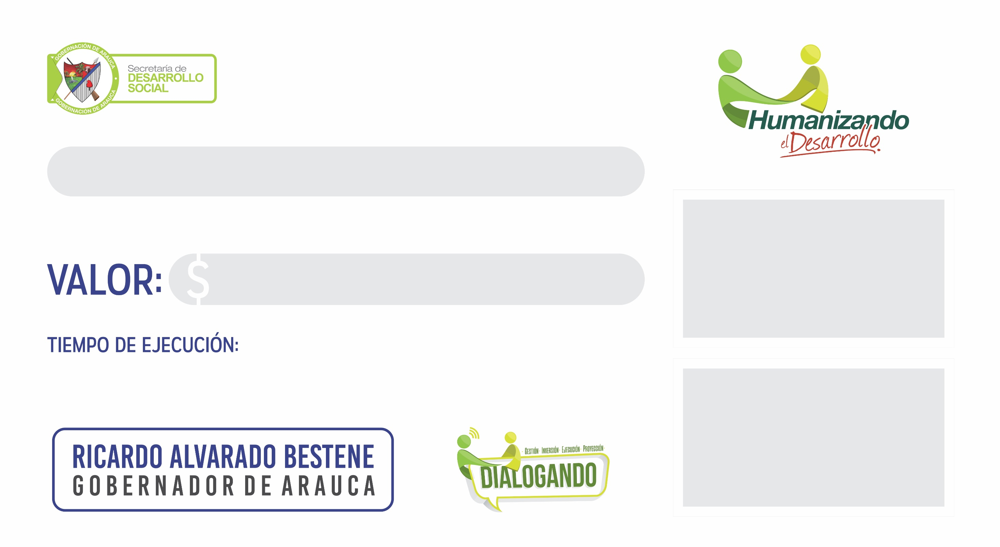 GOBERNACIÓN DE ARAUCA
Secretaría de
DESARROLLO
SOCIAL
GOBERNACIÓN DE ARAUCA
Humanizando
el Desarrollo
VALOR: $
TIEMPO DE EJECUCIÓN:
RICARDO ALVARADO BESTENE
GOBERNADOR DE ARAUCA
· GESTIÓN · INVERSIÓN · EJECUCIÓN · PROYECCIÓN ·
DIALOGANDO